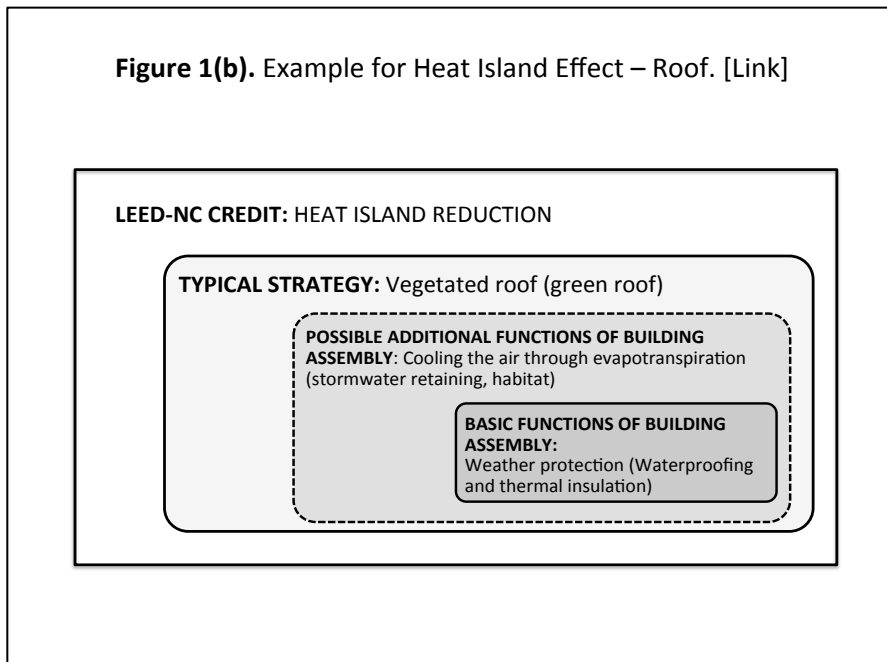 Figure 1(b). Example for Heat Island Effect – Roof. [Link]
LEED-NC CREDIT: HEAT ISLAND REDUCTION
TYPICAL STRATEGY: Vegetated roof (green roof)
POSSIBLE ADDITIONAL FUNCTIONS OF BUILDING
ASSEMBLY: Cooling the air through evapotranspiration
(stormwater retaining, habitat)
BASIC FUNCTIONS OF BUILDING
ASSEMBLY:
Weather protection (Waterproofing
and thermal insulation)